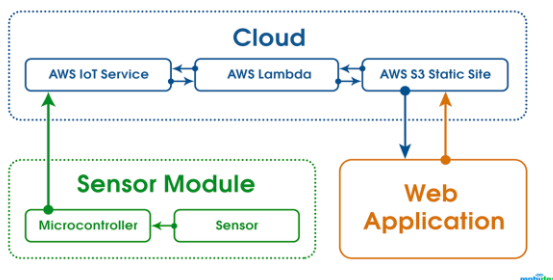 Cloud
AWS IoT Service
AWS Lambda
AWS S3 Static Site
Sensor Module
Microcontroller
Sensor
Web
Application